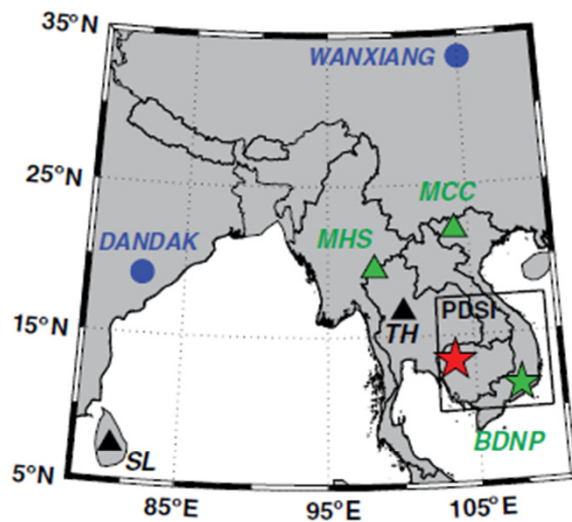 35°N
WANXIANG
25°N
MCC
DANDAK
MHS
PDSI
15°N
TH
BDNP
SL
5°N
85°E
95°E
105°E